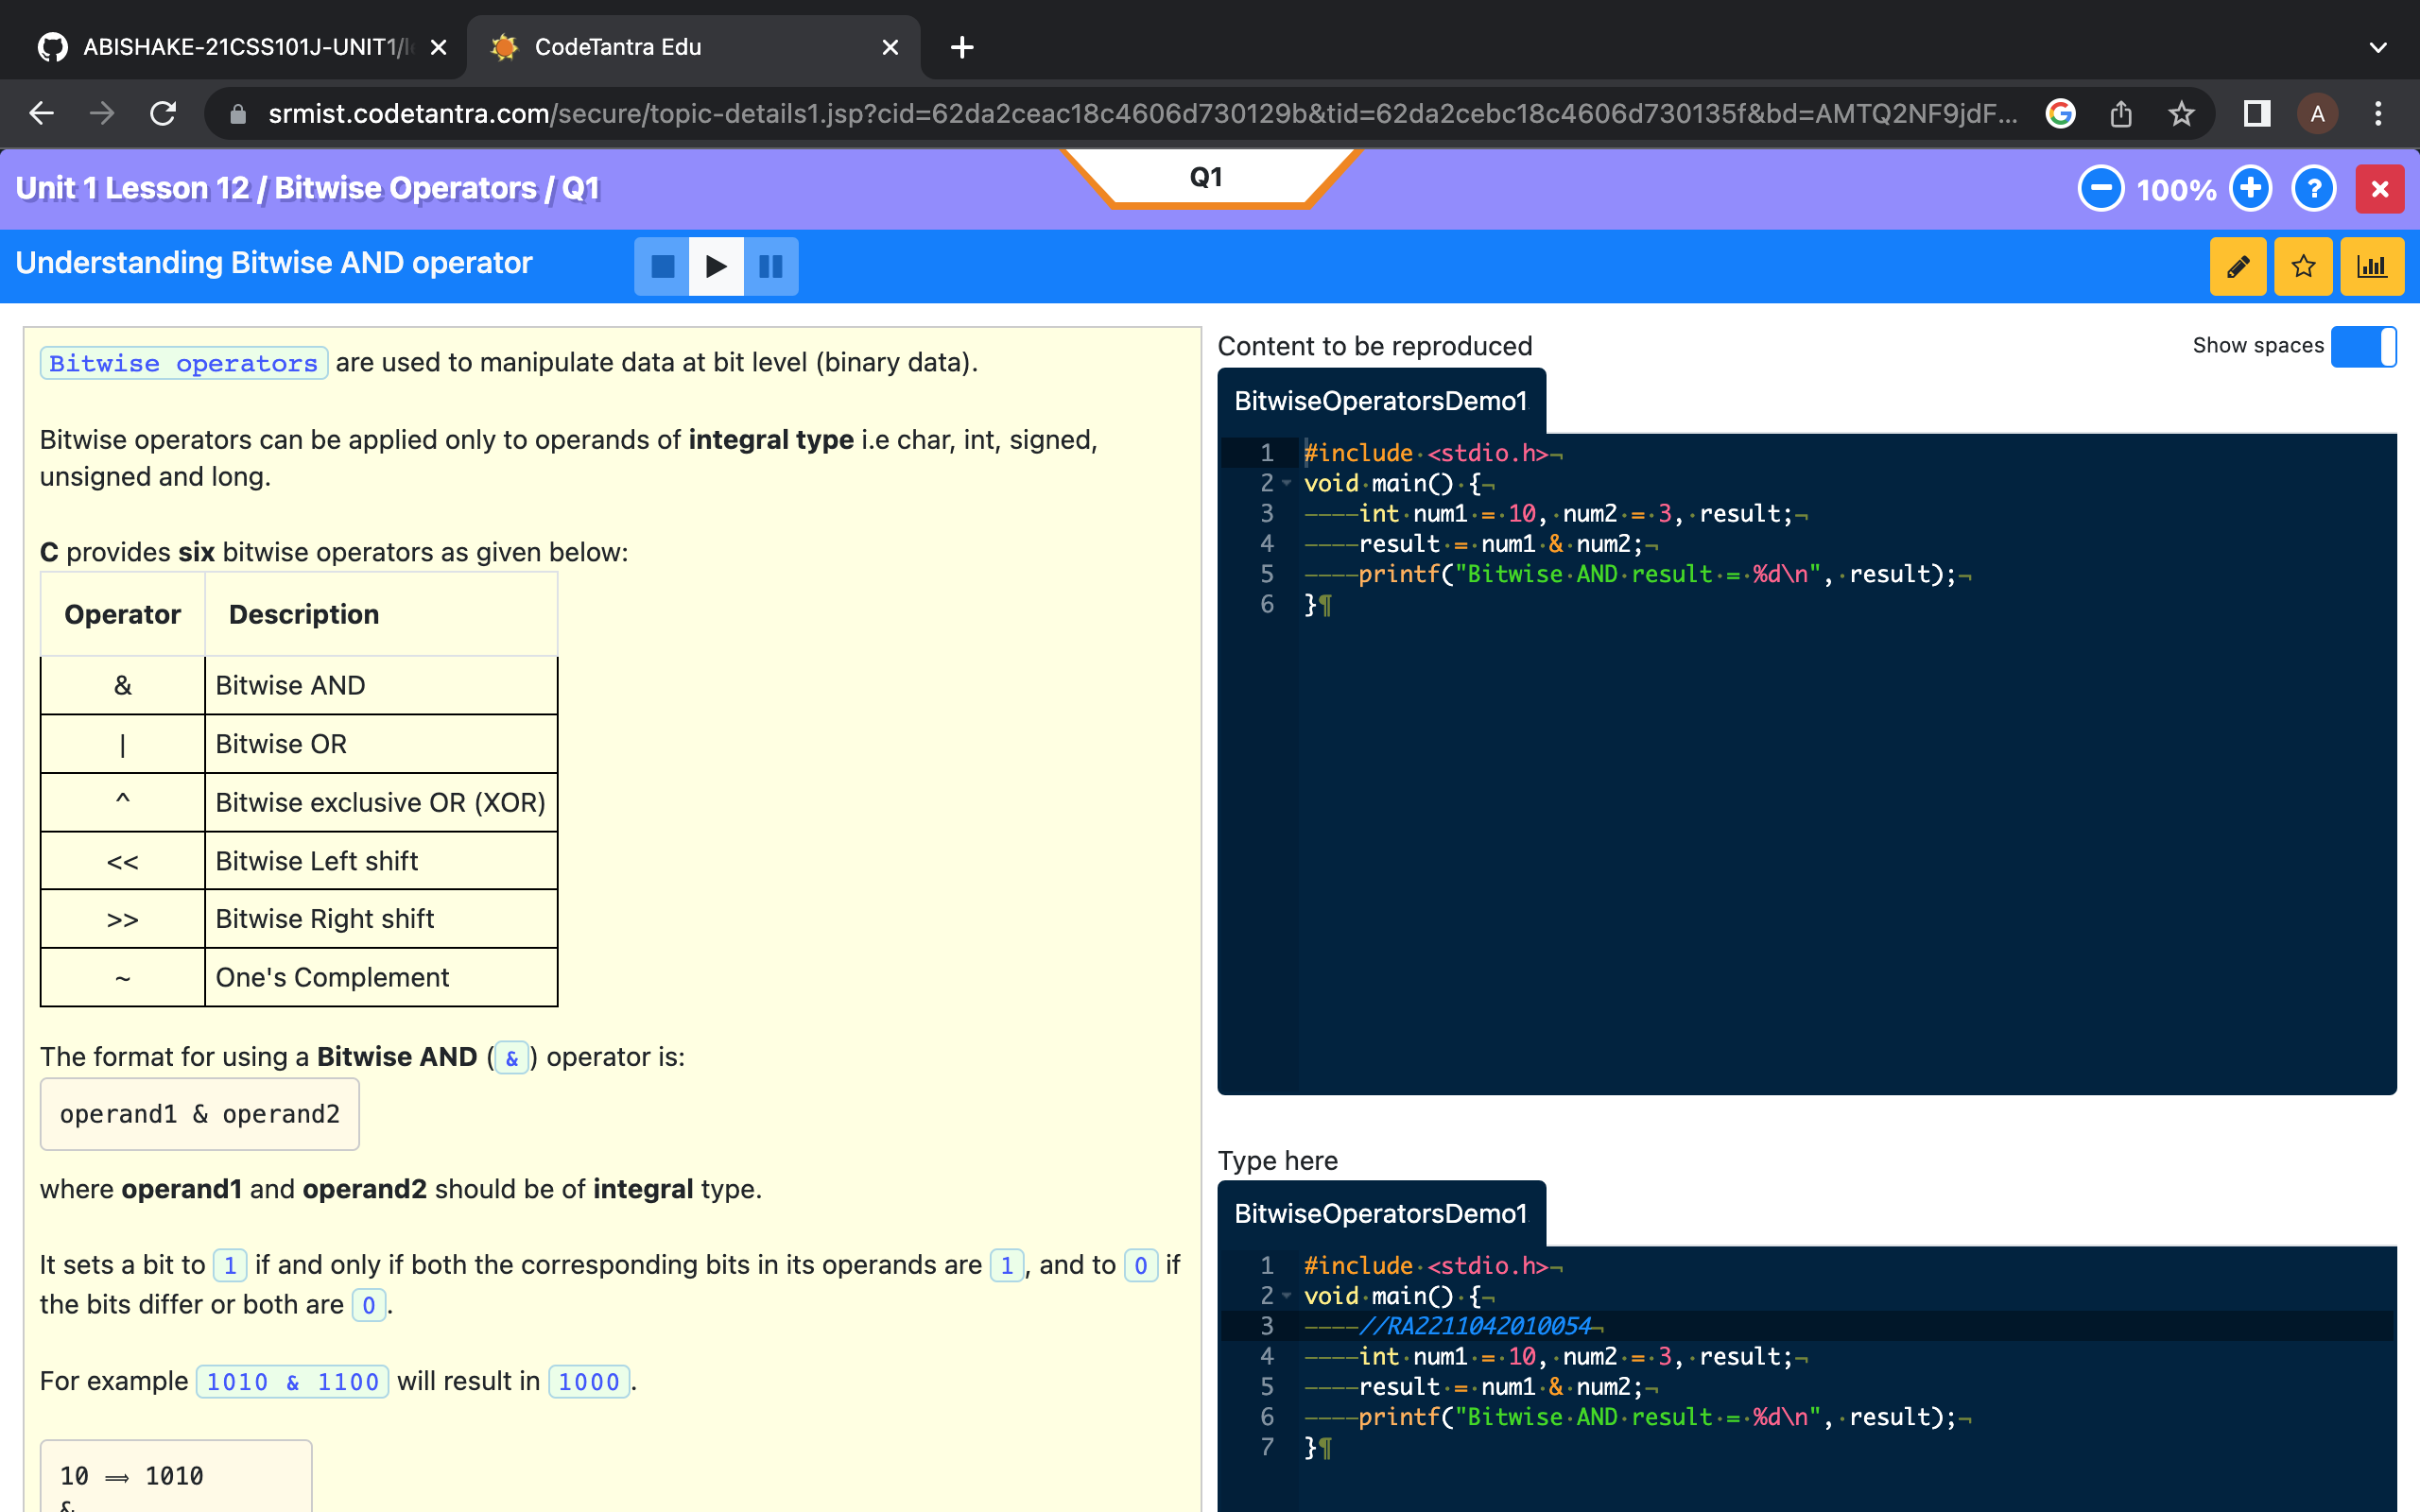 ABISHAKE-21CSS101J-UNIT1/l
CodeTantra Edu
srmist.codetantra.com/secure/topic-details1.jsp?cid=62da2ceac18c4606d730129b&tid=62da2cebc18c4606d730135f&bd=AMTQ2NF9jdF...
A
Unit 1 Lesson 12 / Bitwise Operators / Q1
Q1
100%
?
Understanding Bitwise AND operator
Bitwise operators are used to manipulate data at bit level (binary data).
Bitwise operators can be applied only to operands of integral type i.e char, int, signed,
unsigned and long.
C provides six bitwise operators as given below:
Operator Description
& Bitwise AND
| Bitwise OR
^ Bitwise exclusive OR (XOR)
<< Bitwise Left shift
>> Bitwise Right shift
~ One's Complement
The format for using a Bitwise AND (&) operator is:
operand1 & operand2
where operand1 and operand2 should be of integral type.
It sets a bit to 1 if and only if both the corresponding bits in its operands are 1, and to 0 if
the bits differ or both are 0.
For example 1010 & 1100 will result in 1000.
10 ⟹ 1010
&
Content to be reproduced
Show spaces
BitwiseOperatorsDemo1
1 #include <stdio.h>¬
2 void main() {¬
3 ————int num1 = 10, num2 = 3, result;¬
4 ————result = num1 & num2;¬
5 ————printf("Bitwise AND result = %d\n", result);¬
6 }¶
Type here
BitwiseOperatorsDemo1
1 #include <stdio.h>¬
2 void main() {¬
3 ————//RA2211042010054¬
4 ————int num1 = 10, num2 = 3, result;¬
5 ————result = num1 & num2;¬
6 ————printf("Bitwise AND result = %d\n", result);¬
7 }¶